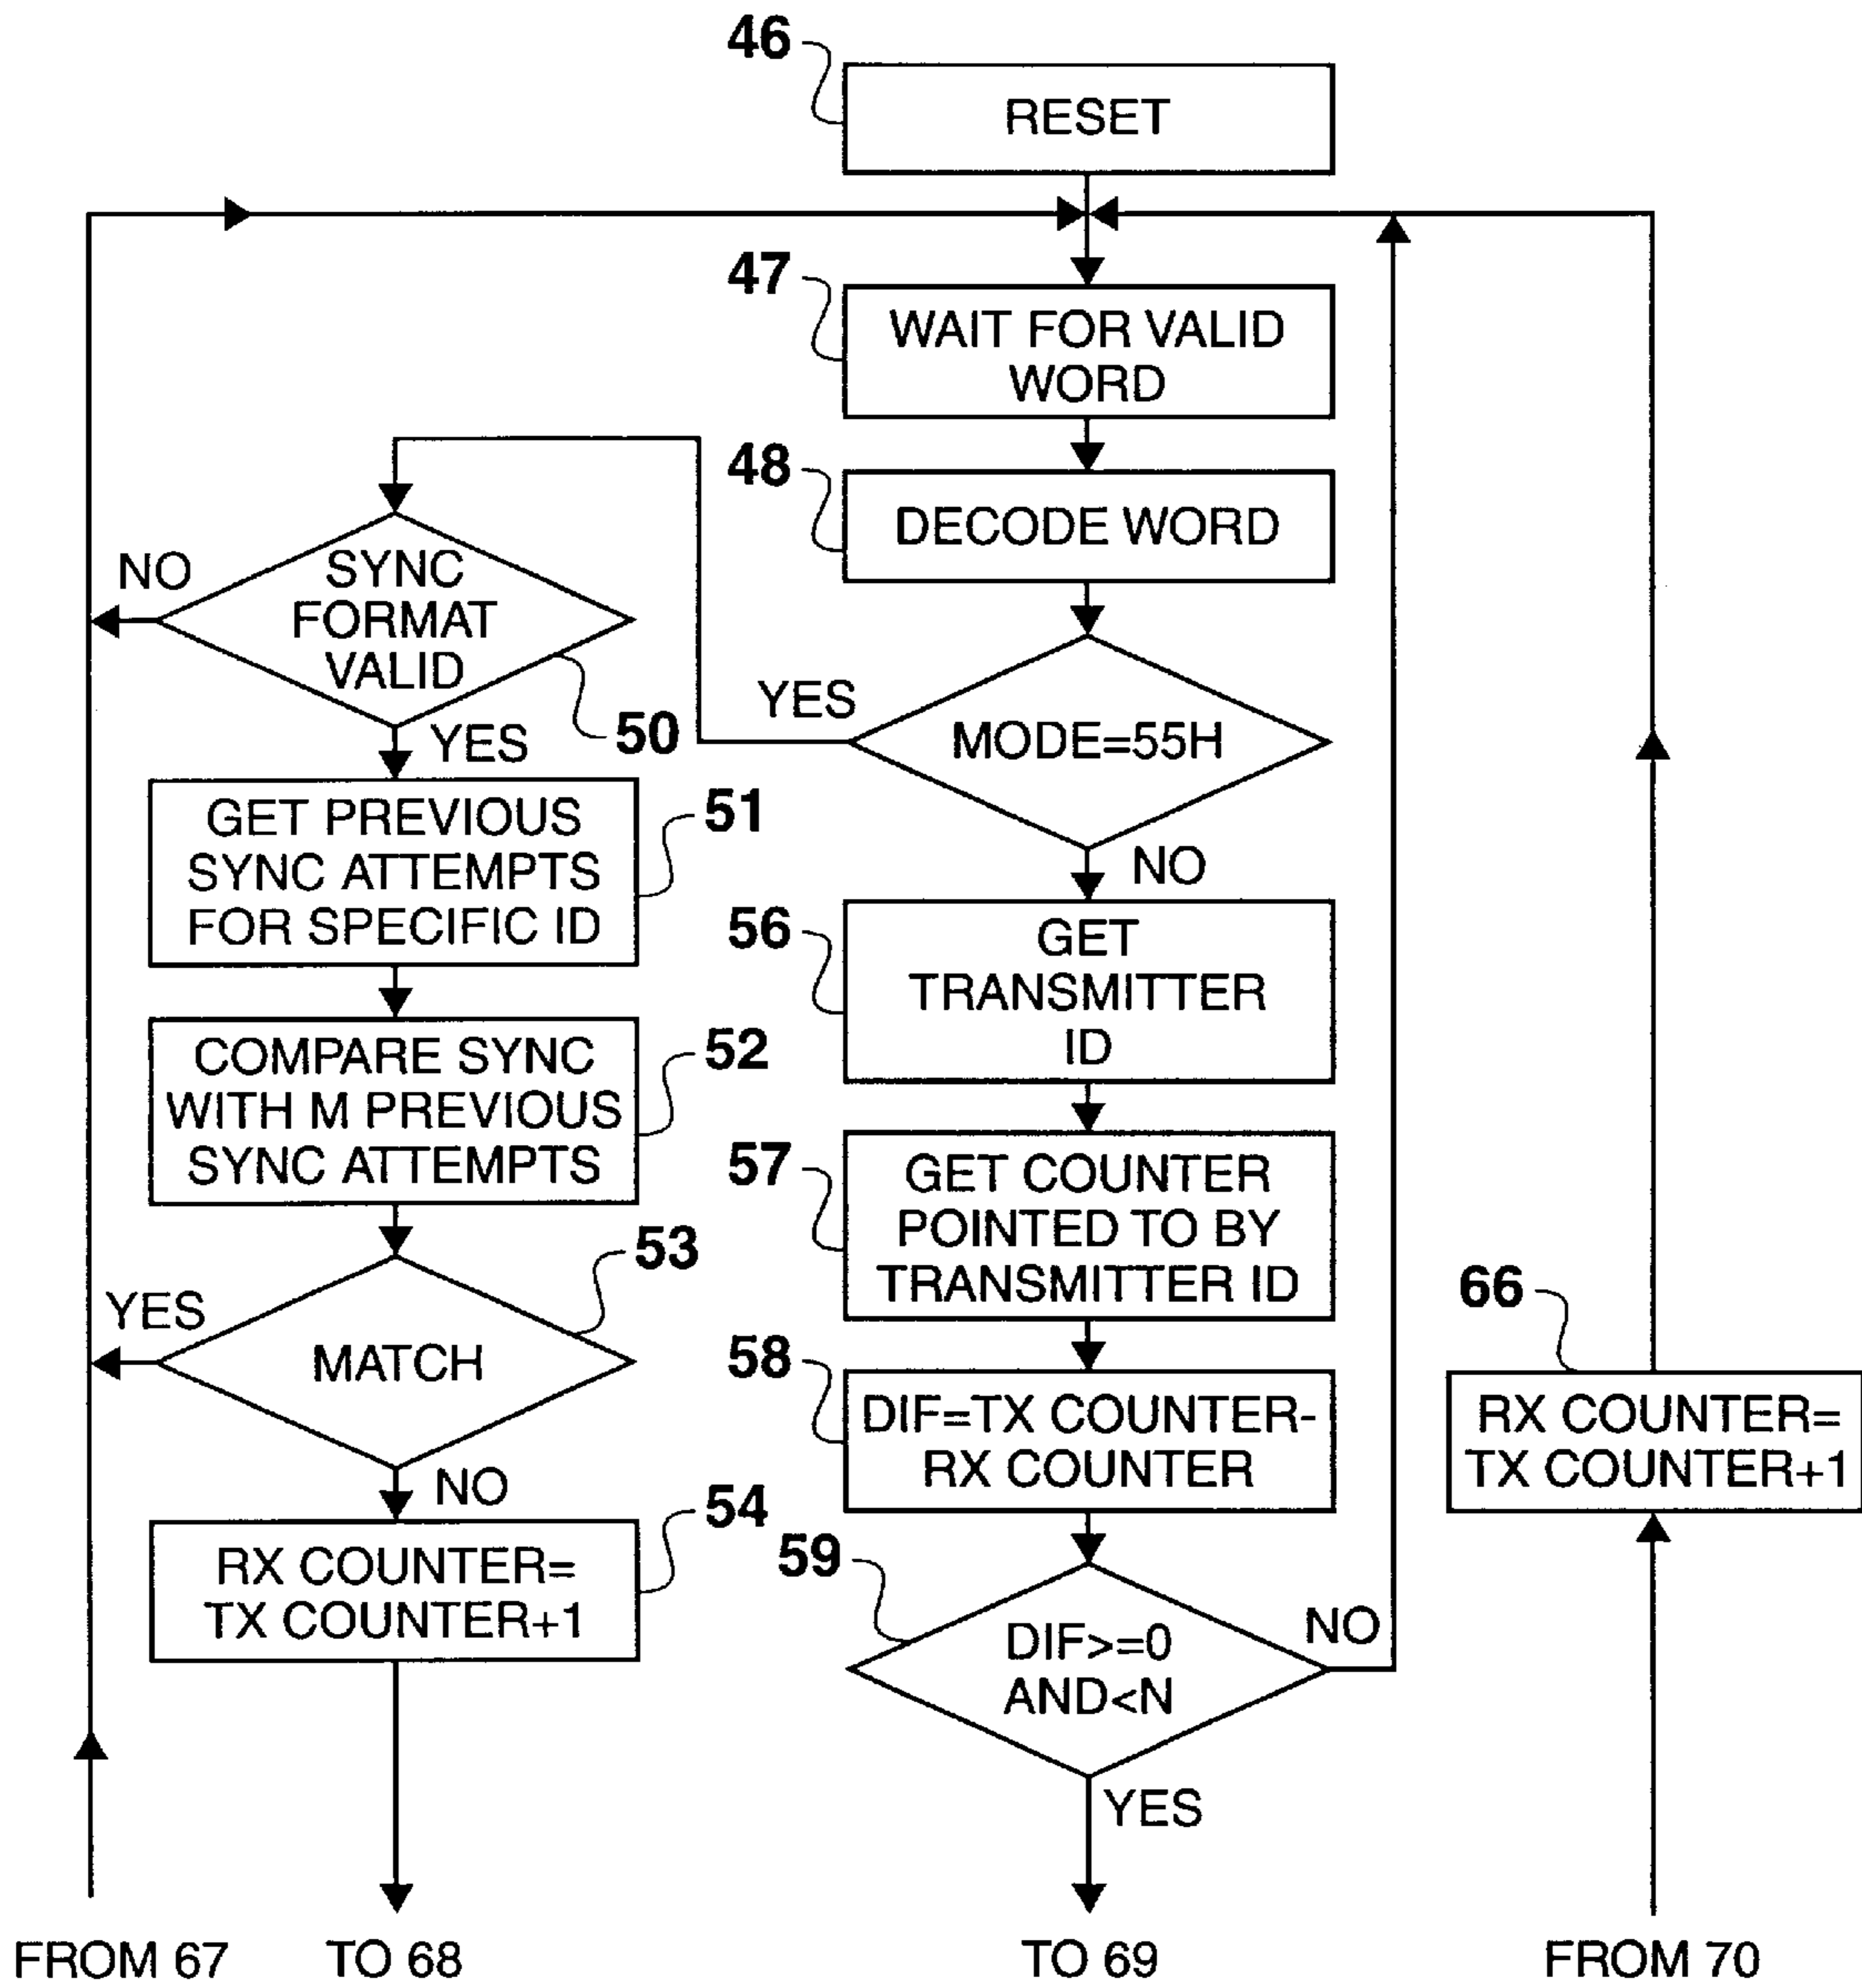 46
RESET
47
WAIT FOR VALID
WORD
48
DECODE WORD
NO
SYNC
FORMAT
VALID
50
YES
YES
MODE=55H
NO
GET PREVIOUS
SYNC ATTEMPTS
FOR SPECIFIC ID
51
56
GET
TRANSMITTER
ID
COMPARE SYNC
WITH M PREVIOUS
SYNC ATTEMPTS
52
57
GET COUNTER
POINTED TO BY
TRANSMITTER ID
53
YES
MATCH
NO
58
DIF=TX COUNTER-
RX COUNTER
66
RX COUNTER=
TX COUNTER+1
54
RX COUNTER=
TX COUNTER+1
59
DIF>=0
AND<N
NO
YES
FROM 67
TO 68
TO 69
FROM 70